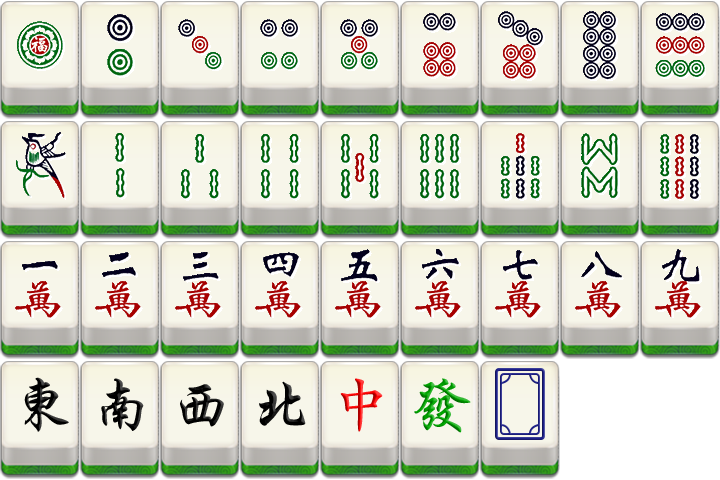 福
一萬 二萬 三萬 四萬 五萬 六萬 七萬 八萬 九萬
東 南 西 北 中 發